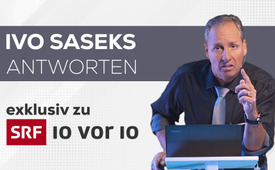 IVO SASEKS
ANTWORTEN
exklusiv zu
SRF 10 VOR 10